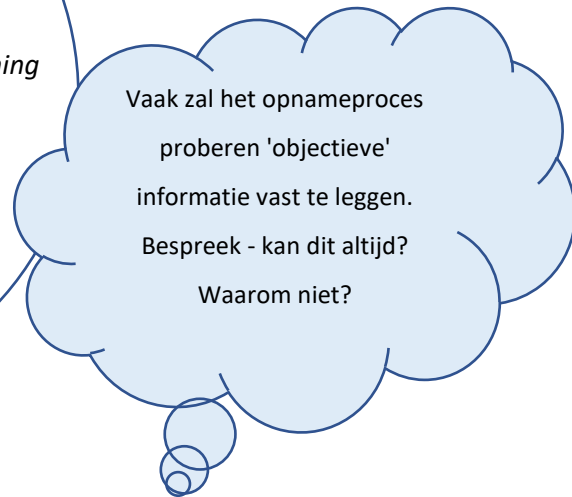 Vaak zal het opnameproces
proberen 'objectieve'
informatie vast te leggen.
Bespreek - kan dit altijd?
Waarom niet?